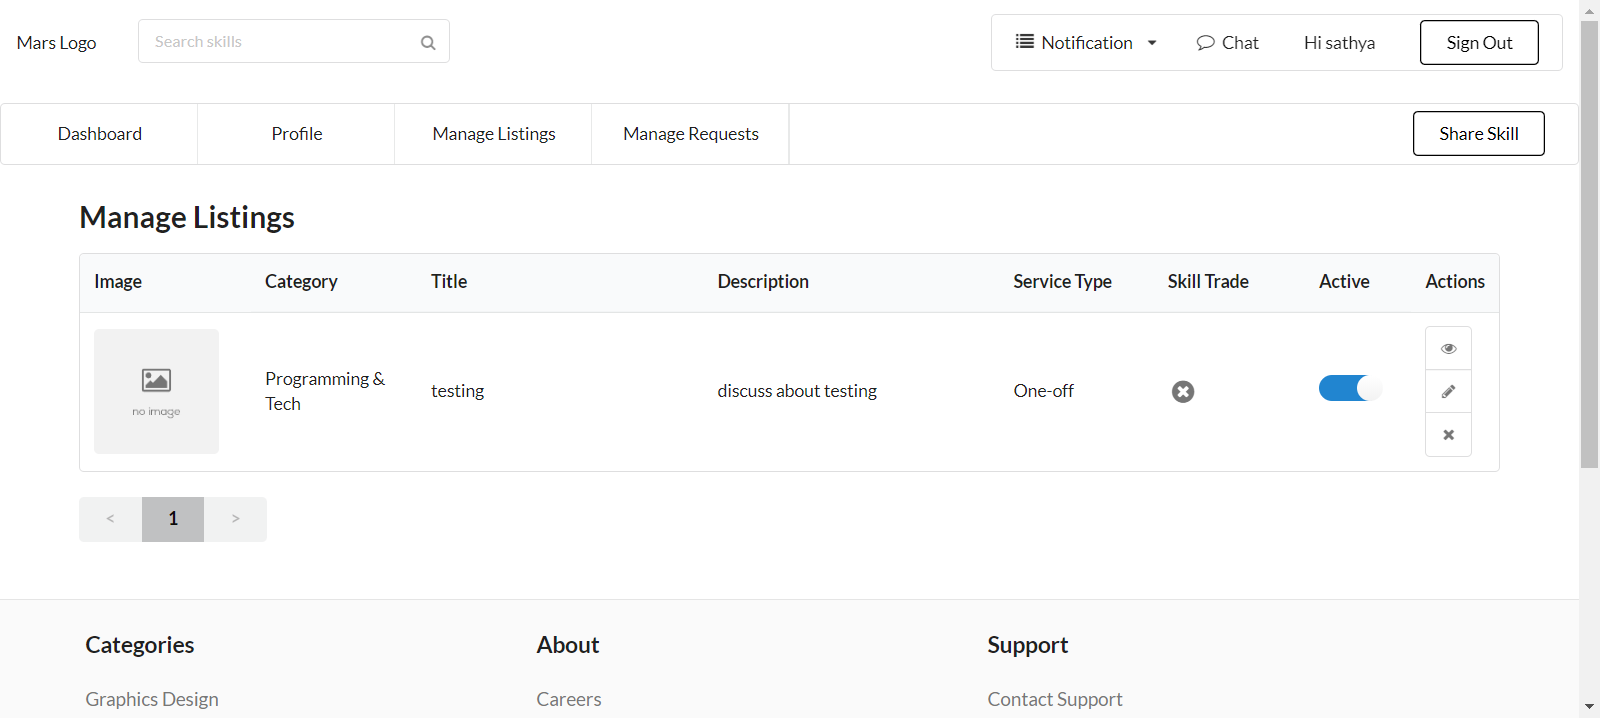 Mars Logo
Search skills
Notification
Chat
Hi sathya
Sign Out
Dashboard
Profile
Manage Listings
Manage Requests
Share Skill
Manage Listings
Image Category Title Description Service Type Skill Trade Active Actions
no image
Programming &
Tech
testing
discuss about testing
One-off
< 1 >
Categories
About
Support
Graphics Design
Careers
Contact Support